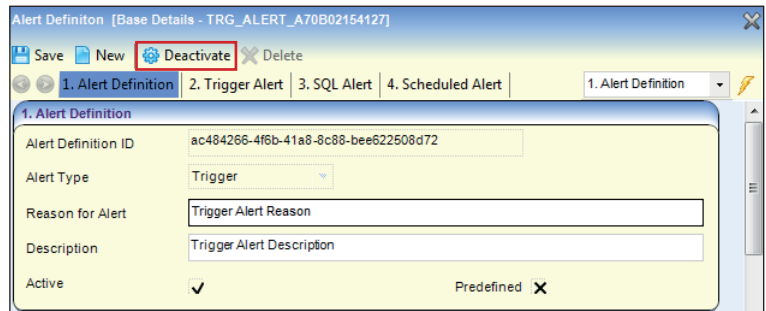 Alert Definiton [Base Details - TRG_ALERT_A70B02154127]
Save New Deactivate Delete
1. Alert Definition 2. Trigger Alert 3. SQL Alert 4. Scheduled Alert 1. Alert Definition
1. Alert Definition
Alert Definition ID ac484266-4f6b-41a8-8c88-bee622508d72
Alert Type Trigger
Reason for Alert Trigger Alert Reason
Description Trigger Alert Description
Active Predefined